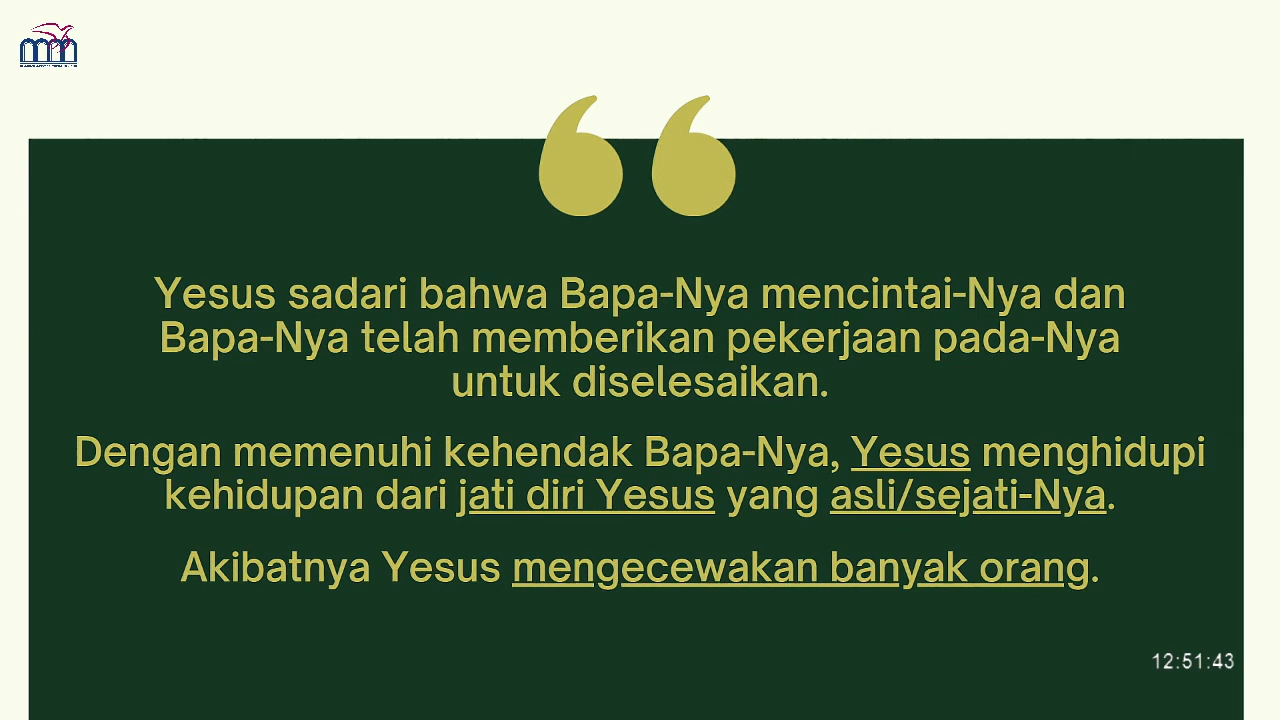 Yesus sadari bahwa Bapa-Nya mencintai-Nya dan
Bapa-Nya telah memberikan pekerjaan pada-Nya
untuk diselesaikan.
Dengan memenuhi kehendak Bapa-Nya, Yesus menghidupi
kehidupan dari jati diri Yesus yang asli/sejati-Nya.
Akibatnya Yesus mengecewakan banyak orang.
12:51:43